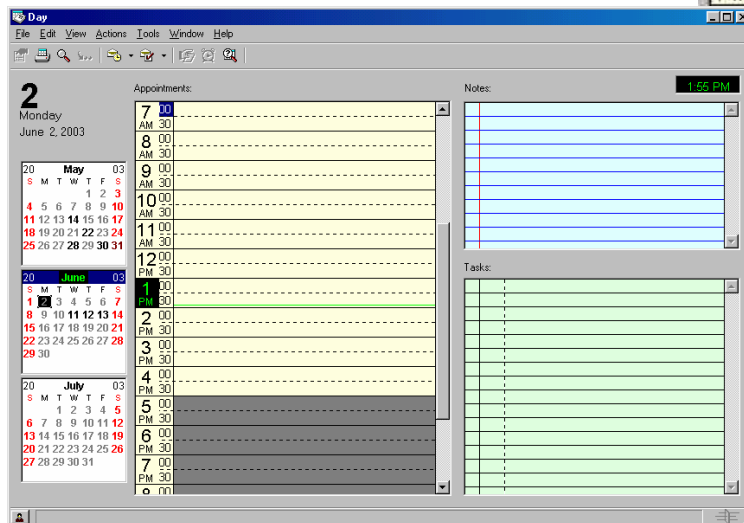 Day
File Edit View Actions Tools Window Help
2
Monday
June 2, 2003
20 May 03
S M T W T F S
1 2 3
4 5 6 7 8 9 10
11 12 13 14 15 16 17
18 19 20 21 22 23 24
25 26 27 28 29 30 31
20 June 03
S M T W T F S
1 2 3 4 5 6 7
8 9 10 11 12 13 14
15 16 17 18 19 20 21
22 23 24 25 26 27 28
29 30
20 July 03
S M T W T F S
1 2 3 4 5
6 7 8 9 10 11 12
13 14 15 16 17 18 19
20 21 22 23 24 25 26
27 28 29 30 31
Appointments:
7 00
AM 30
8 00
AM 30
9 00
AM 30
10 00
AM 30
11 00
AM 30
12 00
PM 30
1 00
PM 30
2 00
PM 30
3 00
PM 30
4 00
PM 30
5 00
PM 30
6 00
PM 30
7 00
PM 30
8 00
Notes:
1:55 PM
Tasks: